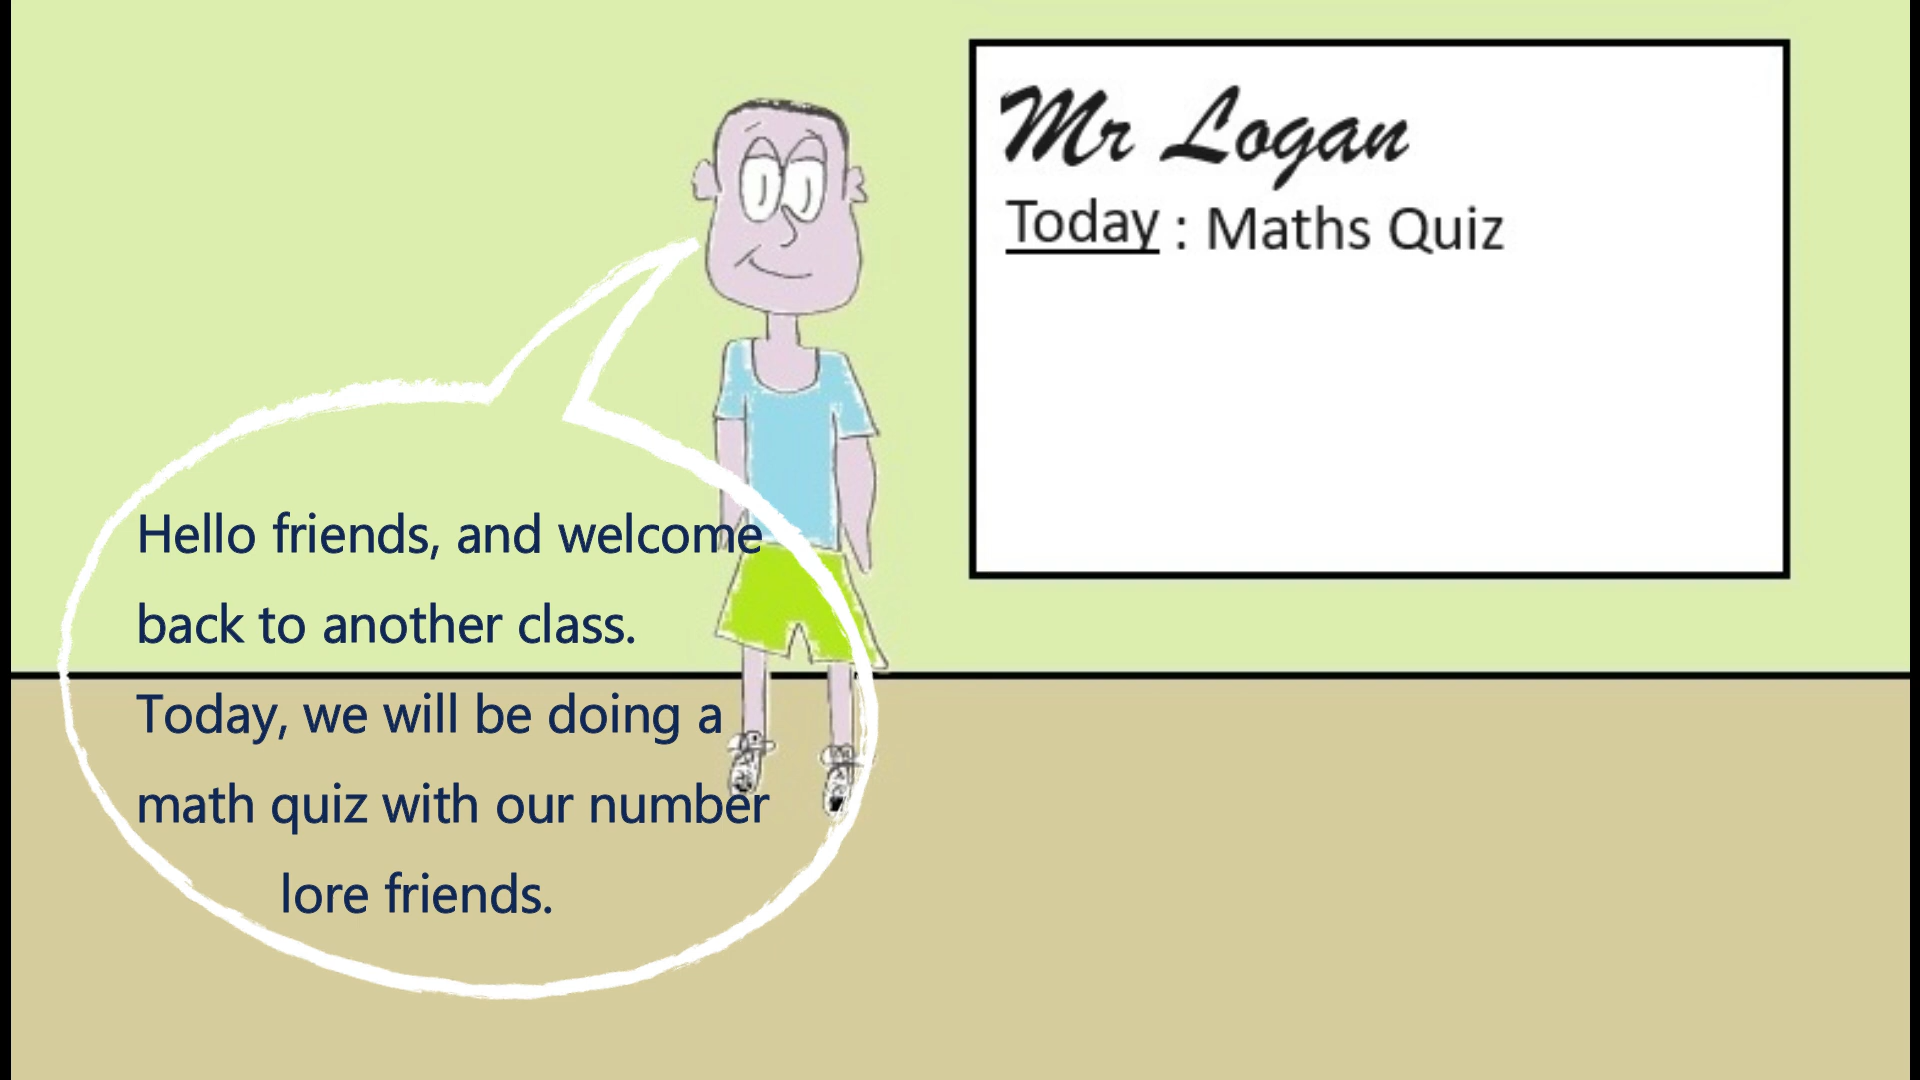 Mr Logan
Today : Maths Quiz
Hello friends, and welcome
back to another class.
Today, we will be doing a
math quiz with our number
lore friends.